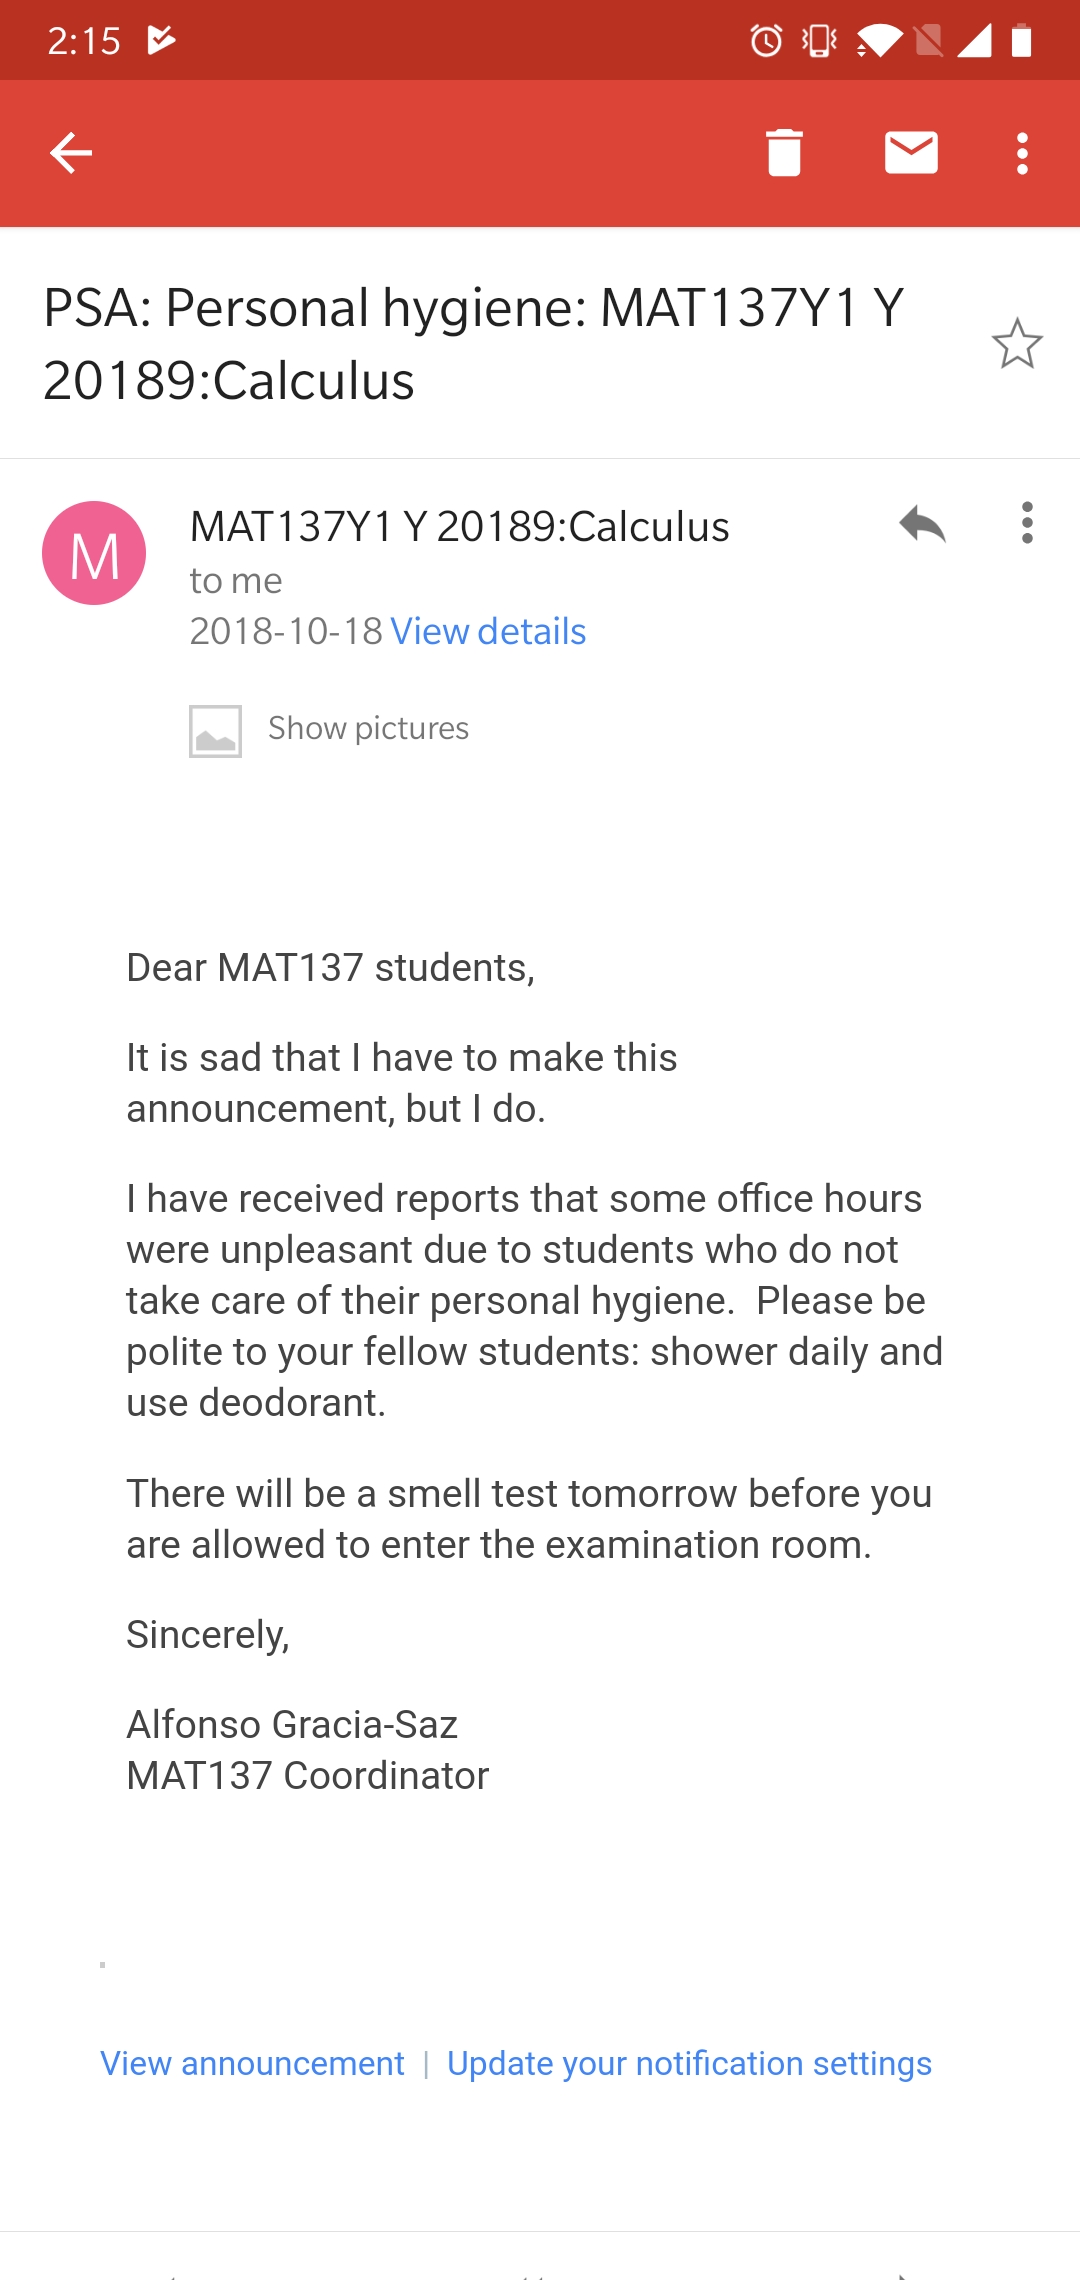 2:15
PSA: Personal hygiene: MAT137Y1 Y
20189:Calculus
M
MAT137Y1 Y 20189:Calculus
to me
2018-10-18 View details
Show pictures
Dear MAT137 students,
It is sad that I have to make this
announcement, but I do.
I have received reports that some office hours
were unpleasant due to students who do not
take care of their personal hygiene.  Please be
polite to your fellow students: shower daily and
use deodorant.
There will be a smell test tomorrow before you
are allowed to enter the examination room.
Sincerely,
Alfonso Gracia-Saz
MAT137 Coordinator
View announcement | Update your notification settings